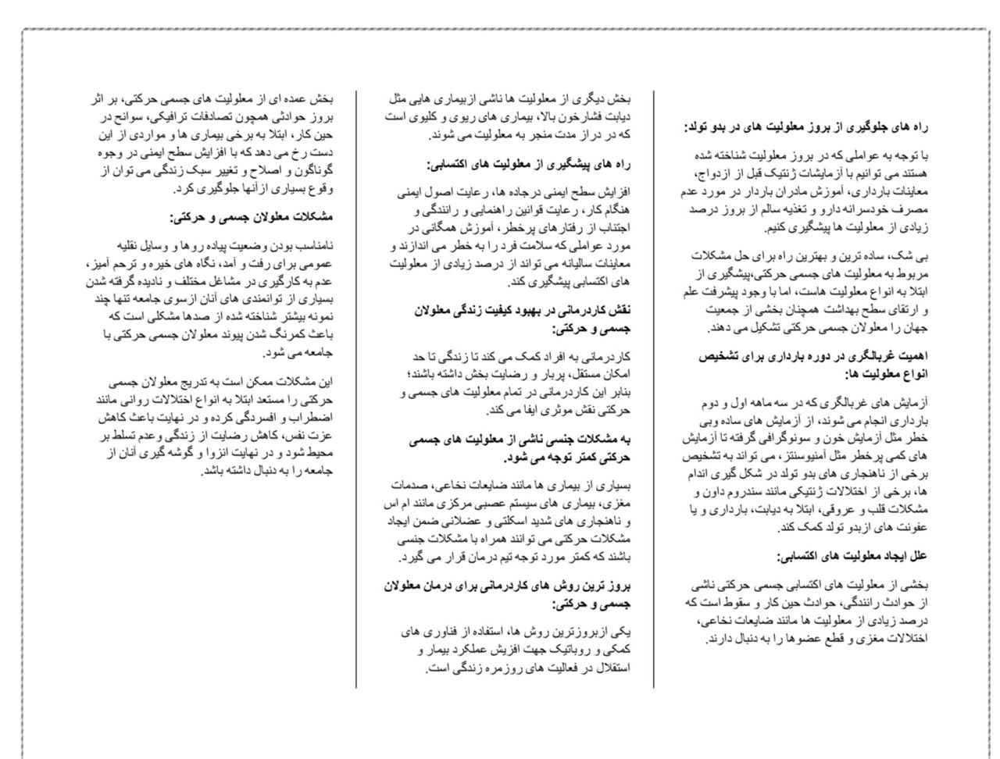 راه های جلوگیری از بروز معلولیت های در بدو تولد:
با توجه به عواملی که در بروز معلولیت شناخته شده
هستند می توانیم با آزمایشات ژنتیک قبل از ازدواج،
معاینات بارداری، آموزش مادران باردار در مورد عدم
مصرف خودسرانه دارو و تغذیه سالم از بروز درصد
زیادی از معلولیت ها پیشگیری کنیم.
بی شک، ساده ترین و بهترین راه برای حل مشکلات
مربوط به معلولیت های جسمی حرکتی،پیشگیری از
ابتلا به انواع معلولیت هاست، اما با وجود پیشرفت علم
و ارتقای سطح بهداشت همچنان بخشی از جمعیت
جهان را معلولان جسمی حرکتی تشکیل می دهند.
اهمیت غربالگری در دوره بارداری برای تشخیص
انواع معلولیت ها:
آزمایش های غربالگری که در سه ماهه اول و دوم
بارداری انجام می شوند، از آزمایش های ساده وبی
خطر مثل آزمایش خون و سونوگرافی گرفته تا آزمایش
های کمی پرخطر مثل آمنیوسنتز، می تواند به تشخیص
برخی از ناهنجاری های بدو تولد در شکل گیری اندام
ها، برخی از اختلالات ژنتیکی مانند سندروم داون و
مشکلات قلب و عروقی، ابتلا به دیابت، بارداری و یا
عفونت های ازبدو تولد کمک کند.
علل ایجاد معلولیت های اکتسابی:
بخشی از معلولیت های اکتسابی جسمی حرکتی ناشی
از حوادث رانندگی، حوادث حین کار و سقوط است که
درصد زیادی از معلولیت ها مانند ضایعات نخاعی،
اختلالات مغزی و قطع عضوها را به دنبال دارند.
بخش دیگری از معلولیت ها ناشی ازبیماری هایی مثل
دیابت فشارخون بالا، بیماری های ریوی و کلیوی است
که در دراز مدت منجر به معلولیت می شوند.
راه های پیشگیری از معلولیت های اکتسابی:
افزایش سطح ایمنی درجاده ها، رعایت اصول ایمنی
هنگام کار، رعایت قوانین راهنمایی و رانندگی و
اجتناب از رفتارهای پرخطر، آموزش همگانی در
مورد عواملی که سلامت فرد را به خطر می اندازند و
معاینات سالیانه می تواند از درصد زیادی از معلولیت
های اکتسابی پیشگیری کند.
نقش کاردرمانی در بهبود کیفیت زندگی معلولان
جسمی و حرکتی:
کاردرمانی به افراد کمک می کند تا زندگی تا حد
امکان مستقل، پربار و رضایت بخش داشته باشند؛
بنابر این کاردرمانی در تمام معلولیت های جسمی و
حرکتی نقش موثری ایفا می کند.
به مشکلات جنسی ناشی از معلولیت های جسمی
حرکتی کمتر توجه می شود.
بسیاری از بیماری ها مانند ضایعات نخاعی، صدمات
مغزی، بیماری های سیستم عصبی مرکزی مانند ام اس
و ناهنجاری های شدید اسکلتی و عضلانی ضمن ایجاد
مشکلات حرکتی می توانند همراه با مشکلات جنسی
باشند که کمتر مورد توجه تیم درمان قرار می گیرد.
بروز ترین روش های کاردرمانی برای درمان معلولان
جسمی و حرکتی:
یکی ازبروزترین روش ها، استفاده از فناوری های
کمکی و روباتیک جهت افزیش عملکرد بیمار و
استقلال در فعالیت های روزمره زندگی است.
بخش عمده ای از معلولیت های جسمی حرکتی، بر اثر
بروز حوادثی همچون تصادفات ترافیکی، سوانح در
حین کار، ابتلا به برخی بیماری ها و مواردی از این
دست رخ می دهد که با افزایش سطح ایمنی در وجوه
گوناگون و اصلاح و تغییر سبک زندگی می توان از
وقوع بسیاری ازآنها جلوگیری کرد.
مشکلات معلولان جسمی و حرکتی:
نامناسب بودن وضعیت پیاده روها و وسایل نقلیه
عمومی برای رفت و آمد، نگاه های خیره و ترحم آمیز،
عدم به کارگیری در مشاغل مختلف و نادیده گرفته شدن
بسیاری از توانمندی های آنان ازسوی جامعه تنها چند
نمونه بیشتر شناخته شده از صدها مشکلی است که
باعث کمرنگ شدن پیوند معلولان جسمی حرکتی با
جامعه می شود.
این مشکلات ممکن است به تدریج معلولان جسمی
حرکتی را مستعد ابتلا به انواع اختلالات روانی مانند
اضطراب و افسردگی کرده و در نهایت باعث کاهش
عزت نفس، کاهش رضایت از زندگی وعدم تسلط بر
محیط شود و در نهایت انزوا و گوشه گیری آنان از
جامعه را به دنبال داشته باشد.